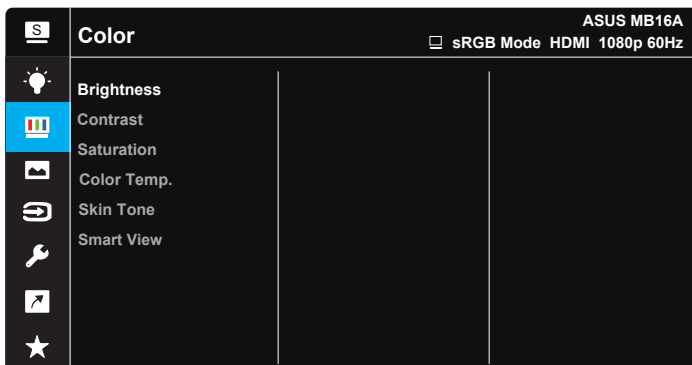 S
Color
ASUS MB16A
sRGB Mode HDMI 1080p 60Hz
Brightness
Contrast
Saturation
Color Temp.
Skin Tone
Smart View